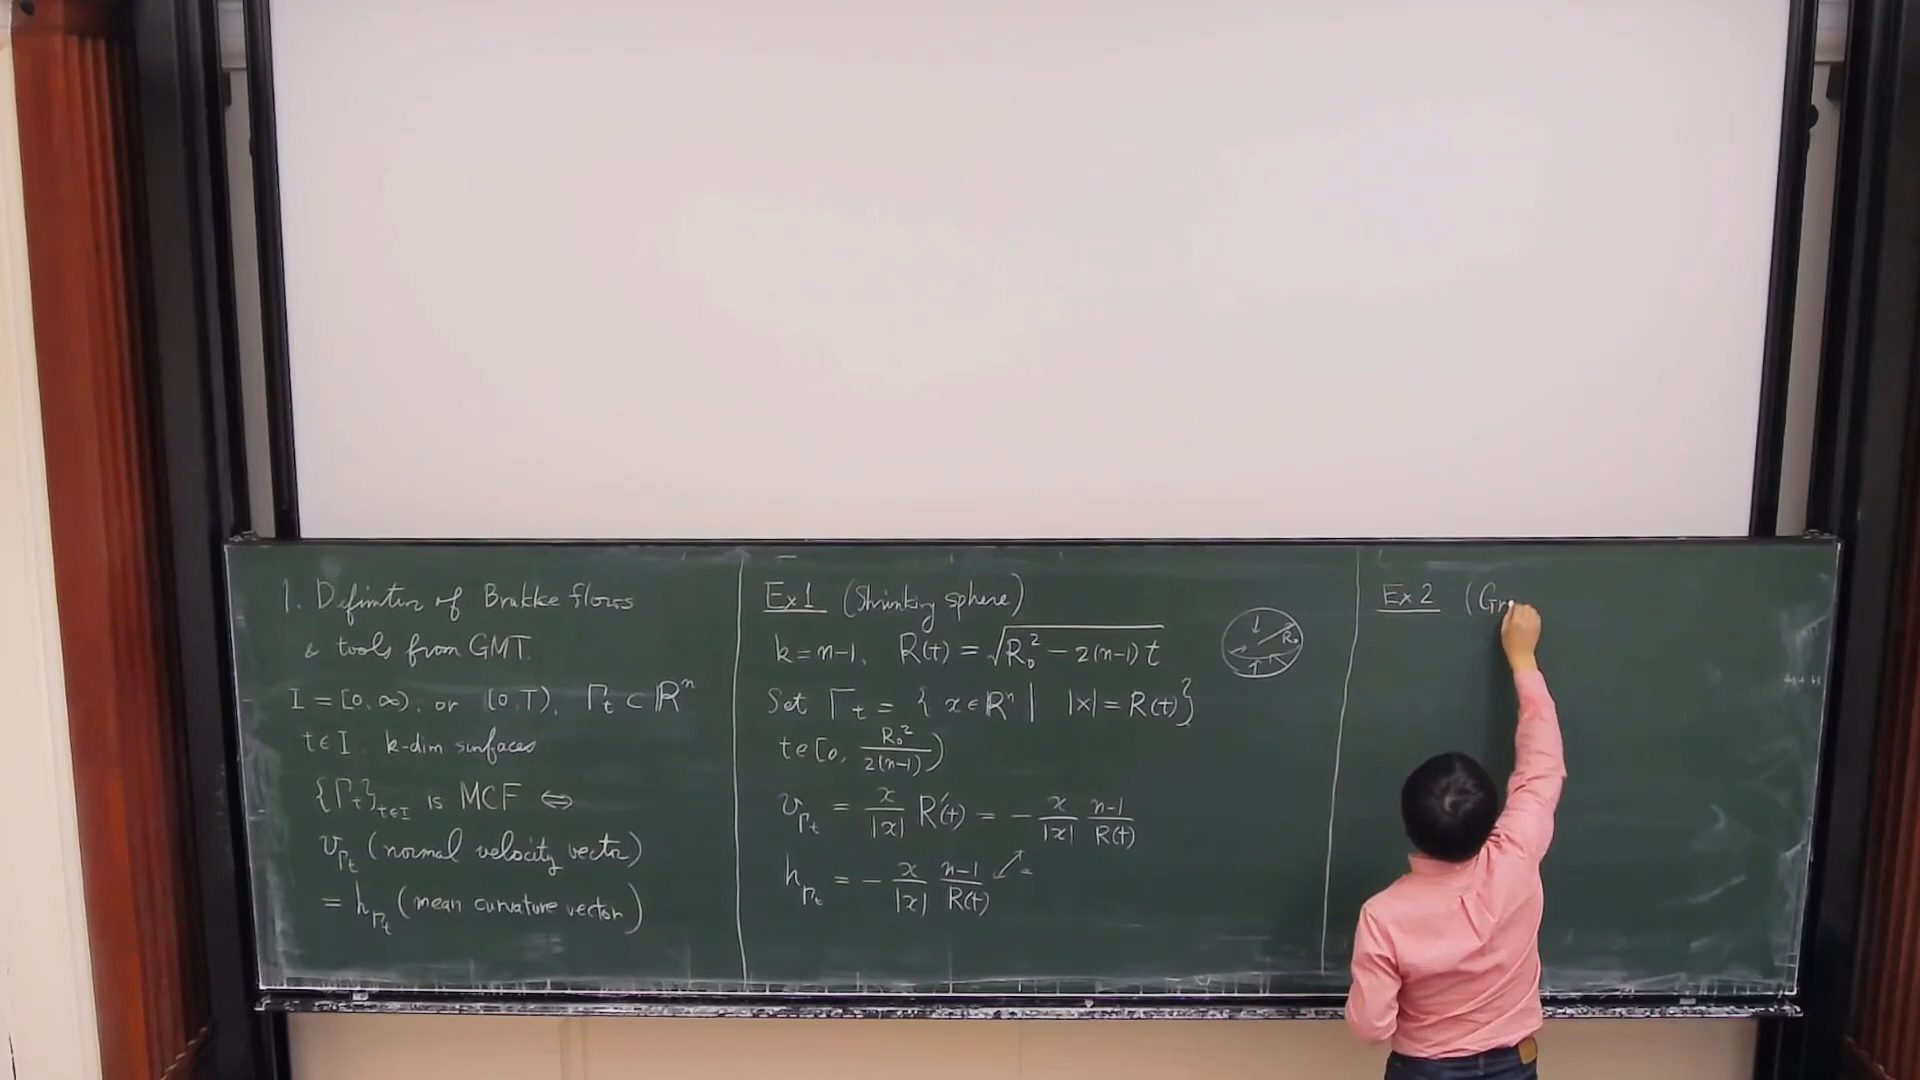 1. Definition of Brakke flows
& tools from GMT.
I = [0, ∞), or [0, T), Γ_t ⊂ ℝ^n
t ∈ I, k-dim surfaces
{Γ_t}_{t∈I} is MCF ⇔
v_{Γ_t} (normal velocity vector)
= h_{Γ_t} (mean curvature vector)
Ex 1 (Shrinking sphere)
k = n-1, R(t) = √(R_0^2 - 2(n-1)t)
R_0
Set Γ_t = { x ∈ ℝ^n | |x| = R(t) }
t ∈ [0, R_0^2 / 2(n-1))
v_{Γ_t} = x/|x| R'(t) = - x/|x| (n-1)/R(t)
h_{Γ_t} = - x/|x| (n-1)/R(t) =
Ex 2 (Gr